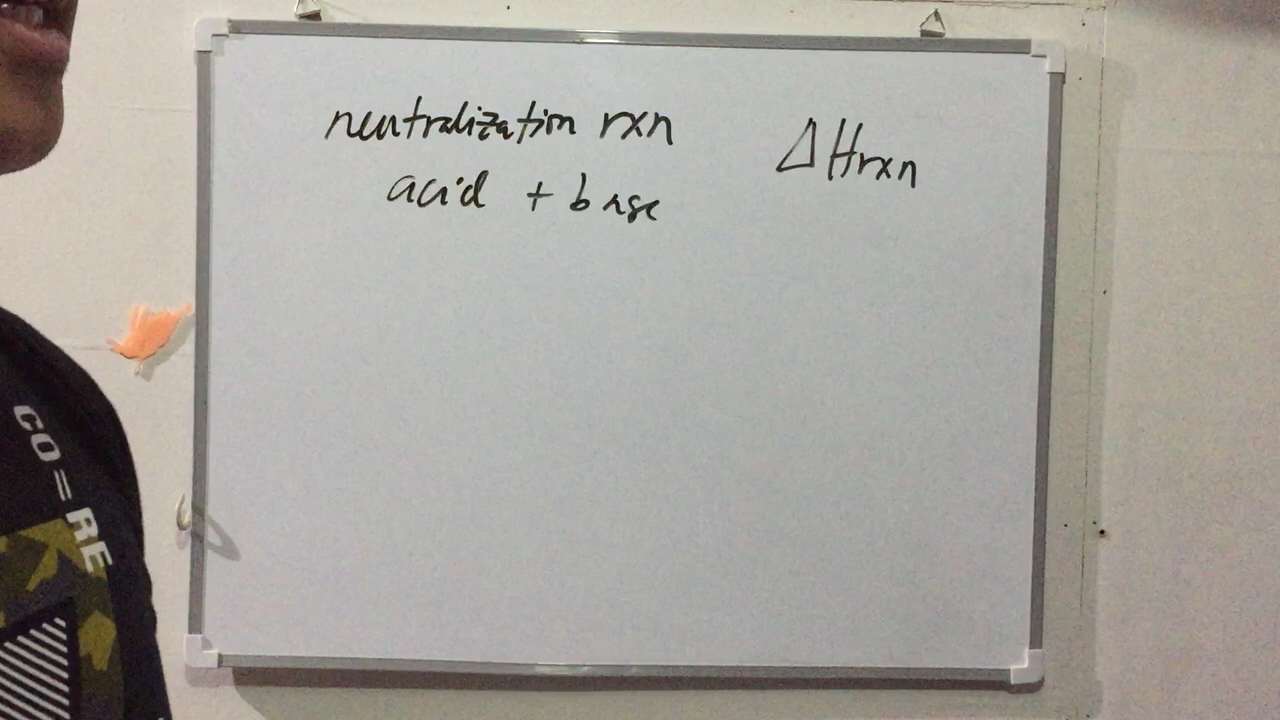 neutralization rxn
acid + base
ΔHrxn
CO=RE